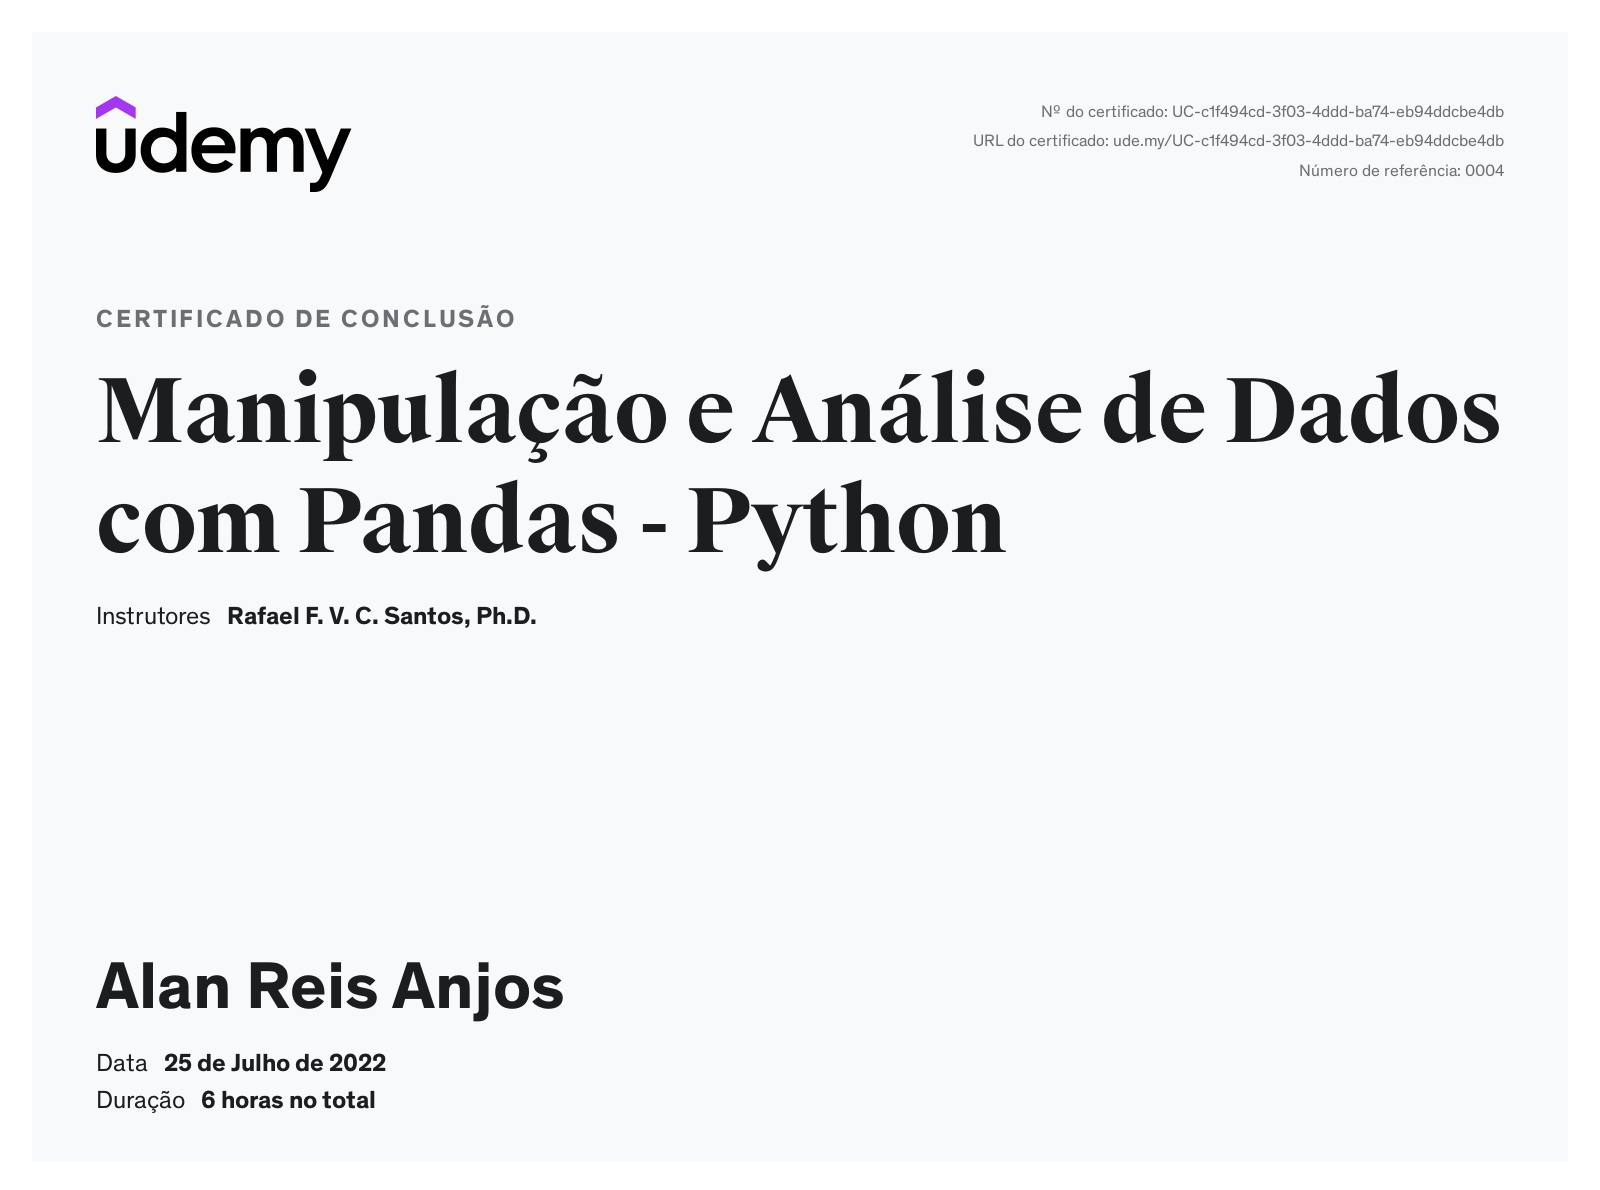 udemy
Nº do certificado: UC-c1f494cd-3f03-4ddd-ba74-eb94ddcbe4db
URL do certificado: ude.my/UC-c1f494cd-3f03-4ddd-ba74-eb94ddcbe4db
Número de referência: 0004
CERTIFICADO DE CONCLUSÃO
Manipulação e Análise de Dados
com Pandas - Python
Instrutores Rafael F. V. C. Santos, Ph.D.
Alan Reis Anjos
Data 25 de Julho de 2022
Duração 6 horas no total